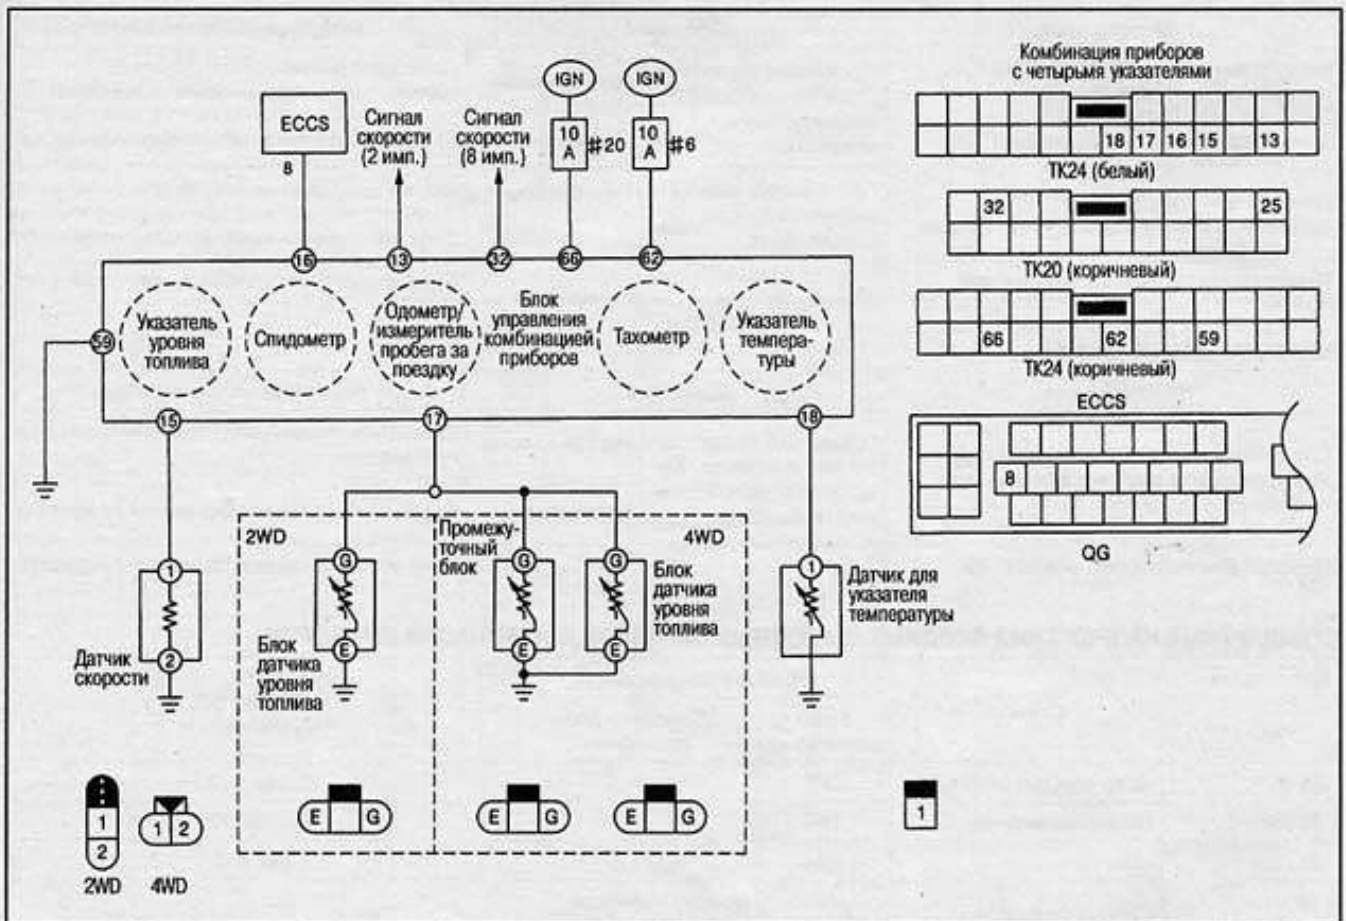 Комбинация приборов
с четырьмя указателями
IGN
IGN
ECCS
8
Сигнал
скорости
(2 имп.)
Сигнал
скорости
(8 имп.)
10
A
#20
10
A
#6
18 17 16 15 13
ТК24 (белый)
32 25
ТК20 (коричневый)
66 62 59
ТК24 (коричневый)
16
13
32
66
62
59
Указатель
уровня
топлива
Спидометр
Одометр/
измеритель
пробега за
поездку
Блок
управления
комбинацией
приборов
Тахометр
Указатель
темпера-
туры
15
17
18
ECCS
8
QG
2WD
Промежу-
точный
блок
4WD
1
2
Датчик
скорости
G
E
Блок
датчика
уровня
топлива
G
E
G
E
Блок
датчика
уровня
топлива
1
Датчик для
указателя
температуры
1
2
2WD
1 2
4WD
E G
E G
E G
1